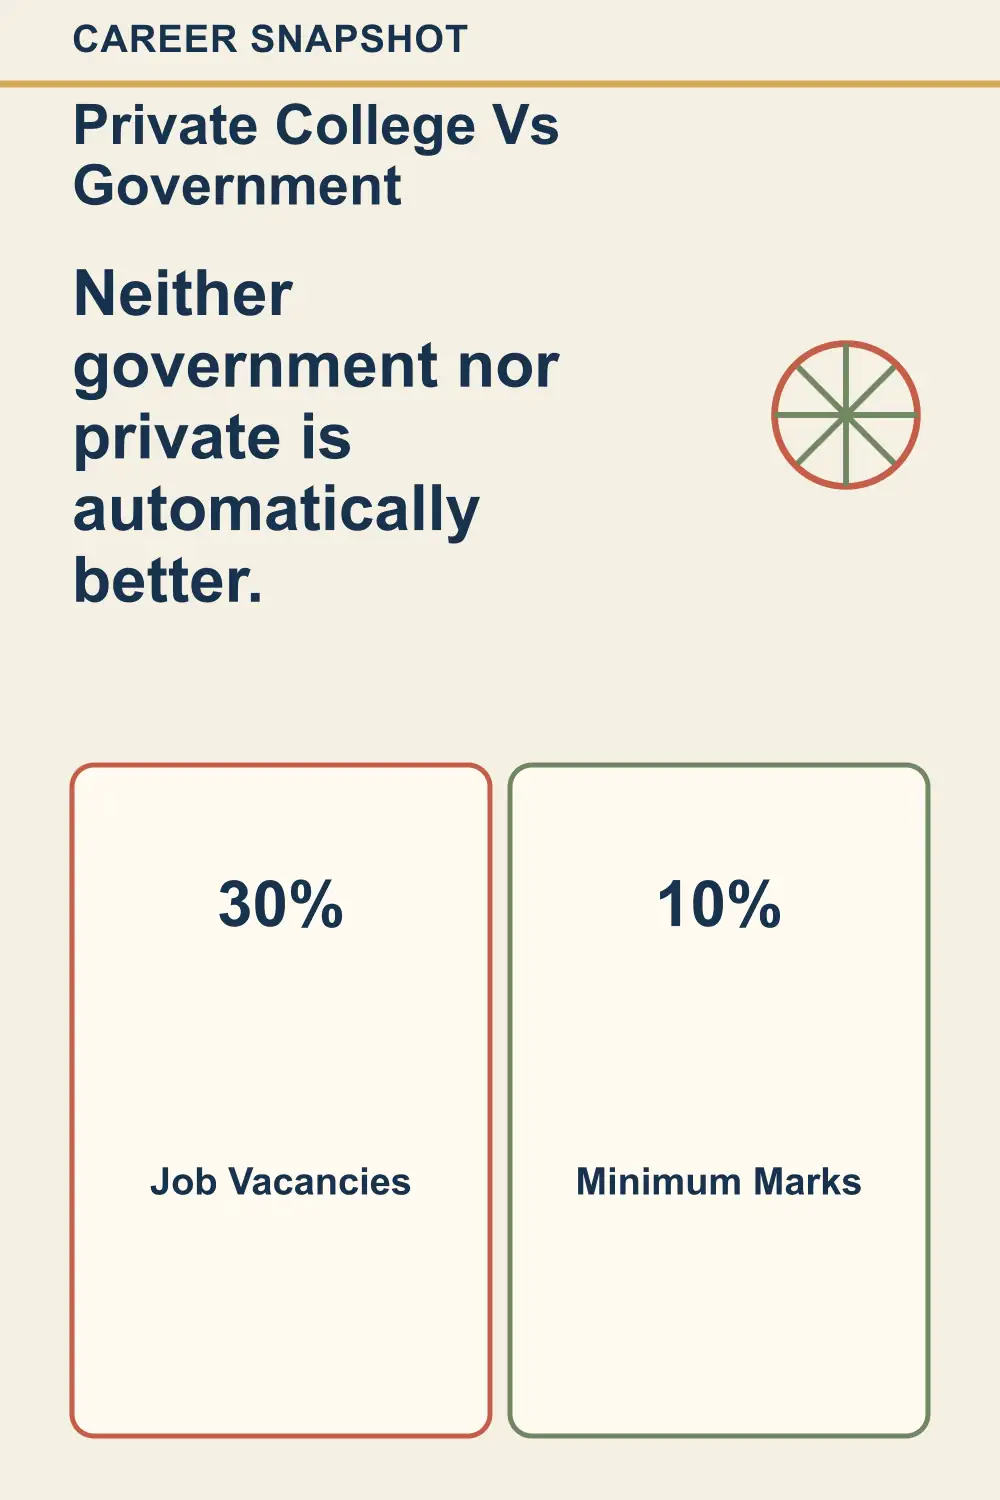 CAREER SNAPSHOT
Private College Vs
Government
Neither
government nor
private is
automatically
better.
30%
Job Vacancies
10%
Minimum Marks